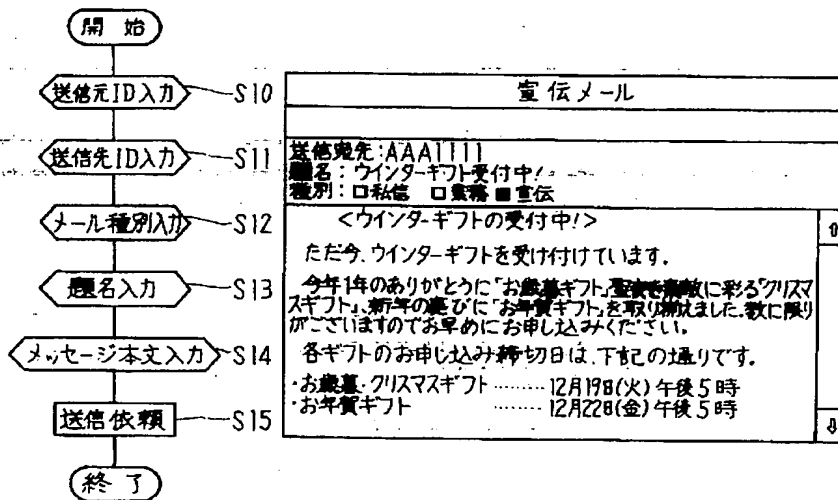 開始
送信元ID入力 S10
送信先ID入力 S11
メール種別入力 S12
題名入力 S13
メッセージ本文入力 S14
送信依頼 S15
終了
宣伝メール
送信宛先:AAA1111
題名:ウインターギフト受付中!
種別:□私信 □業務 ■宣伝
<ウインターギフトの受付中!>
ただ今、ウインターギフトを受け付けています.
今年1年のありがとうに「お歳暮ギフト」聖夜を素敵に彩る「クリスマ
スギフト」、新年の慶びに「お年賀ギフト」を取り揃えました.数に限り
がございますのでお早めにお申し込みください.
各ギフトのお申し込み締切日は、下記の通りです.
・お歳暮・クリスマスギフト ……… 12月19日(火)午後5時
・お年賀ギフト ……… 12月22日(金)午後5時